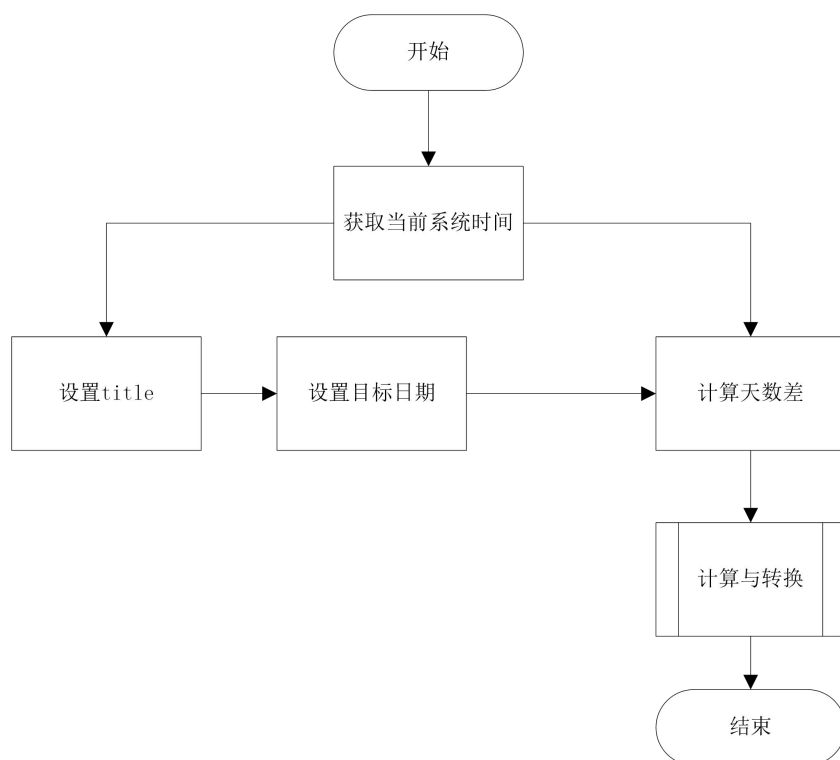 开始
获取当前系统时间
设置title
设置目标日期
计算天数差
计算与转换
结束